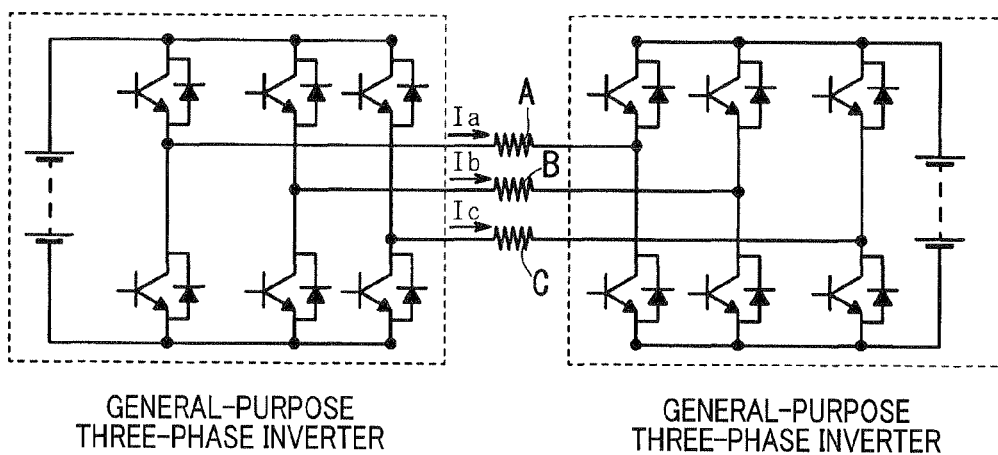 Ia
A
Ib
B
Ic
C
GENERAL-PURPOSE
THREE-PHASE INVERTER
GENERAL-PURPOSE
THREE-PHASE INVERTER